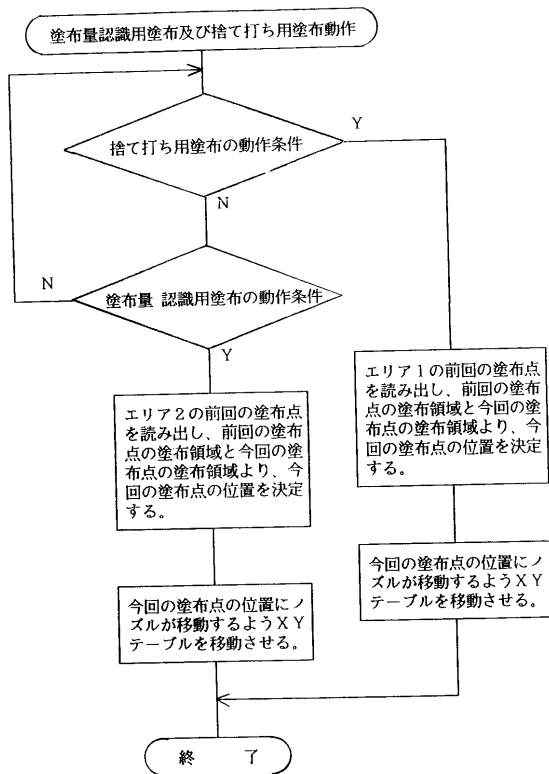 塗布量認識用塗布及び捨て打ち用塗布動作
捨て打ち用塗布の動作条件
Y
N
塗布量 認識用塗布の動作条件
N
Y
エリア2の前回の塗布点
を読み出し、前回の塗布
点の塗布領域と今回の塗
布点の塗布領域より、今
回の塗布点の位置を決定
する。
エリア1の前回の塗布点
を読み出し、前回の塗布
点の塗布領域と今回の塗
布点の塗布領域より、今
回の塗布点の位置を決定
する。
今回の塗布点の位置にノ
ズルが移動するようXY
テーブルを移動させる。
今回の塗布点の位置にノ
ズルが移動するようXY
テーブルを移動させる。
終 了